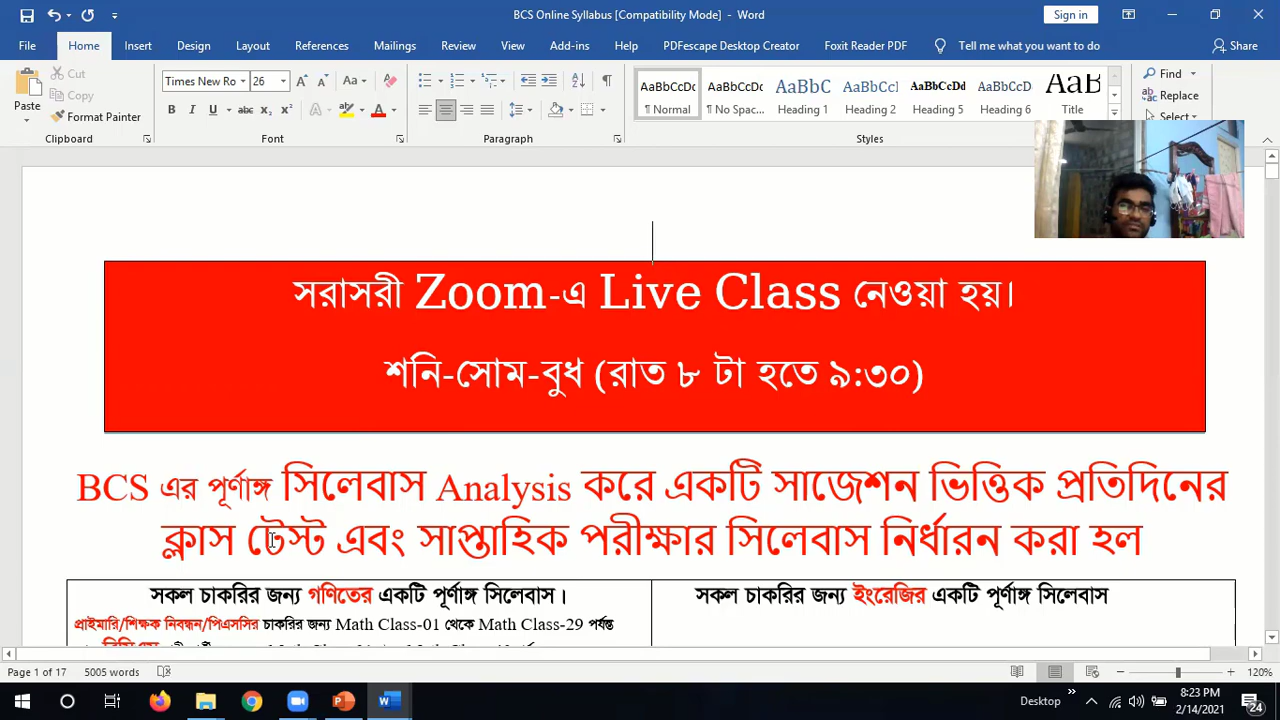 BCS Online Syllabus [Compatibility Mode] - Word
Sign in
File Home Insert Design Layout References Mailings Review View Add-ins Help PDFescape Desktop Creator Foxit Reader PDF Tell me what you want to do Share
Paste
Cut
Copy
Format Painter
Clipboard
Times New Ro 26
Font
Paragraph
AaBbCcDc AaBbCcDc AaBbC AaBbCcI AaBbCcDd AaBbCcI AaB
¶ Normal ¶ No Spac... Heading 1 Heading 2 Heading 5 Heading 6 Title
Styles
Find
Replace
Select
সরাসরী Zoom-এ Live Class নেওয়া হয়।
শনি-সোম-বুধ (রাত ৮ টা হতে ৯:৩০)
BCS এর পূর্ণাঙ্গ সিলেবাস Analysis করে একটি সাজেশন ভিত্তিক প্রতিদিনের
ক্লাস টেস্ট এবং সাপ্তাহিক পরীক্ষার সিলেবাস নির্ধারন করা হল
সকল চাকরির জন্য গণিতের একটি পূর্ণাঙ্গ সিলেবাস।
সকল চাকরির জন্য ইংরেজির একটি পূর্ণাঙ্গ সিলেবাস
প্রাইমারি/শিক্ষক নিবন্ধন/পিএসসির চাকরির জন্য Math Class-01 থেকে Math Class-29 পর্যন্ত
Page 1 of 17 5005 words
120%
Desktop
8:23 PM
2/14/2021
24